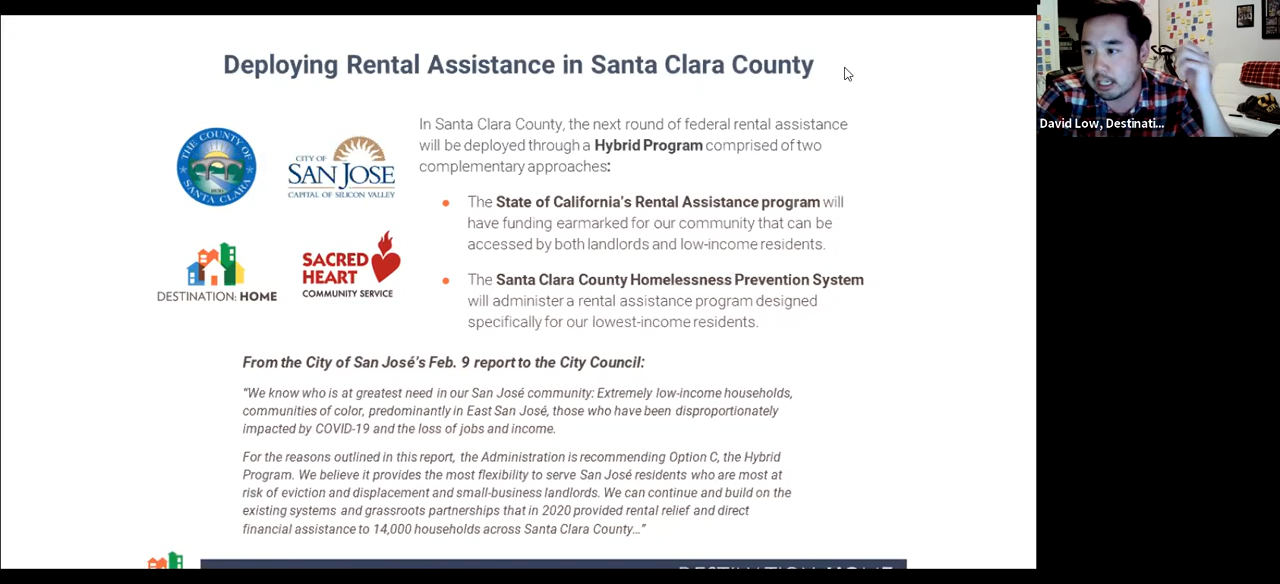 Deploying Rental Assistance in Santa Clara County
THE COUNTY OF
SANTA CLARA
1850
CITY OF
SAN JOSE
CAPITAL OF SILICON VALLEY
DESTINATION: HOME
SACRED
HEART
COMMUNITY SERVICE
In Santa Clara County, the next round of federal rental assistance
will be deployed through a Hybrid Program comprised of two
complementary approaches:
• The State of California's Rental Assistance program will
have funding earmarked for our community that can be
accessed by both landlords and low-income residents.
• The Santa Clara County Homelessness Prevention System
will administer a rental assistance program designed
specifically for our lowest-income residents.
From the City of San José's Feb. 9 report to the City Council:
“We know who is at greatest need in our San José community: Extremely low-income households,
communities of color, predominantly in East San José, those who have been disproportionately
impacted by COVID-19 and the loss of jobs and income.
For the reasons outlined in this report, the Administration is recommending Option C, the Hybrid
Program. We believe it provides the most flexibility to serve San José residents who are most at
risk of eviction and displacement and small-business landlords. We can continue and build on the
existing systems and grassroots partnerships that in 2020 provided rental relief and direct
financial assistance to 14,000 households across Santa Clara County…”
DESTINATION: HOME
David Low, Destinati...